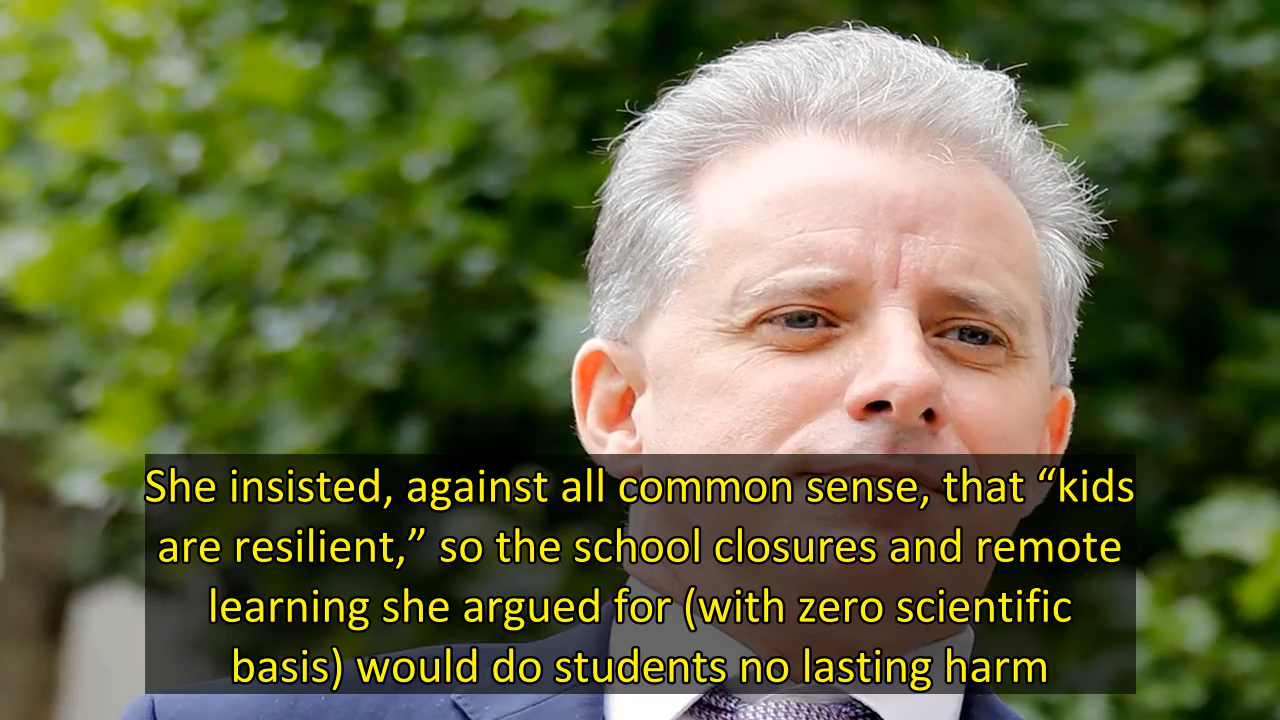 She insisted, against all common sense, that “kids
are resilient,” so the school closures and remote
learning she argued for (with zero scientific
basis) would do students no lasting harm